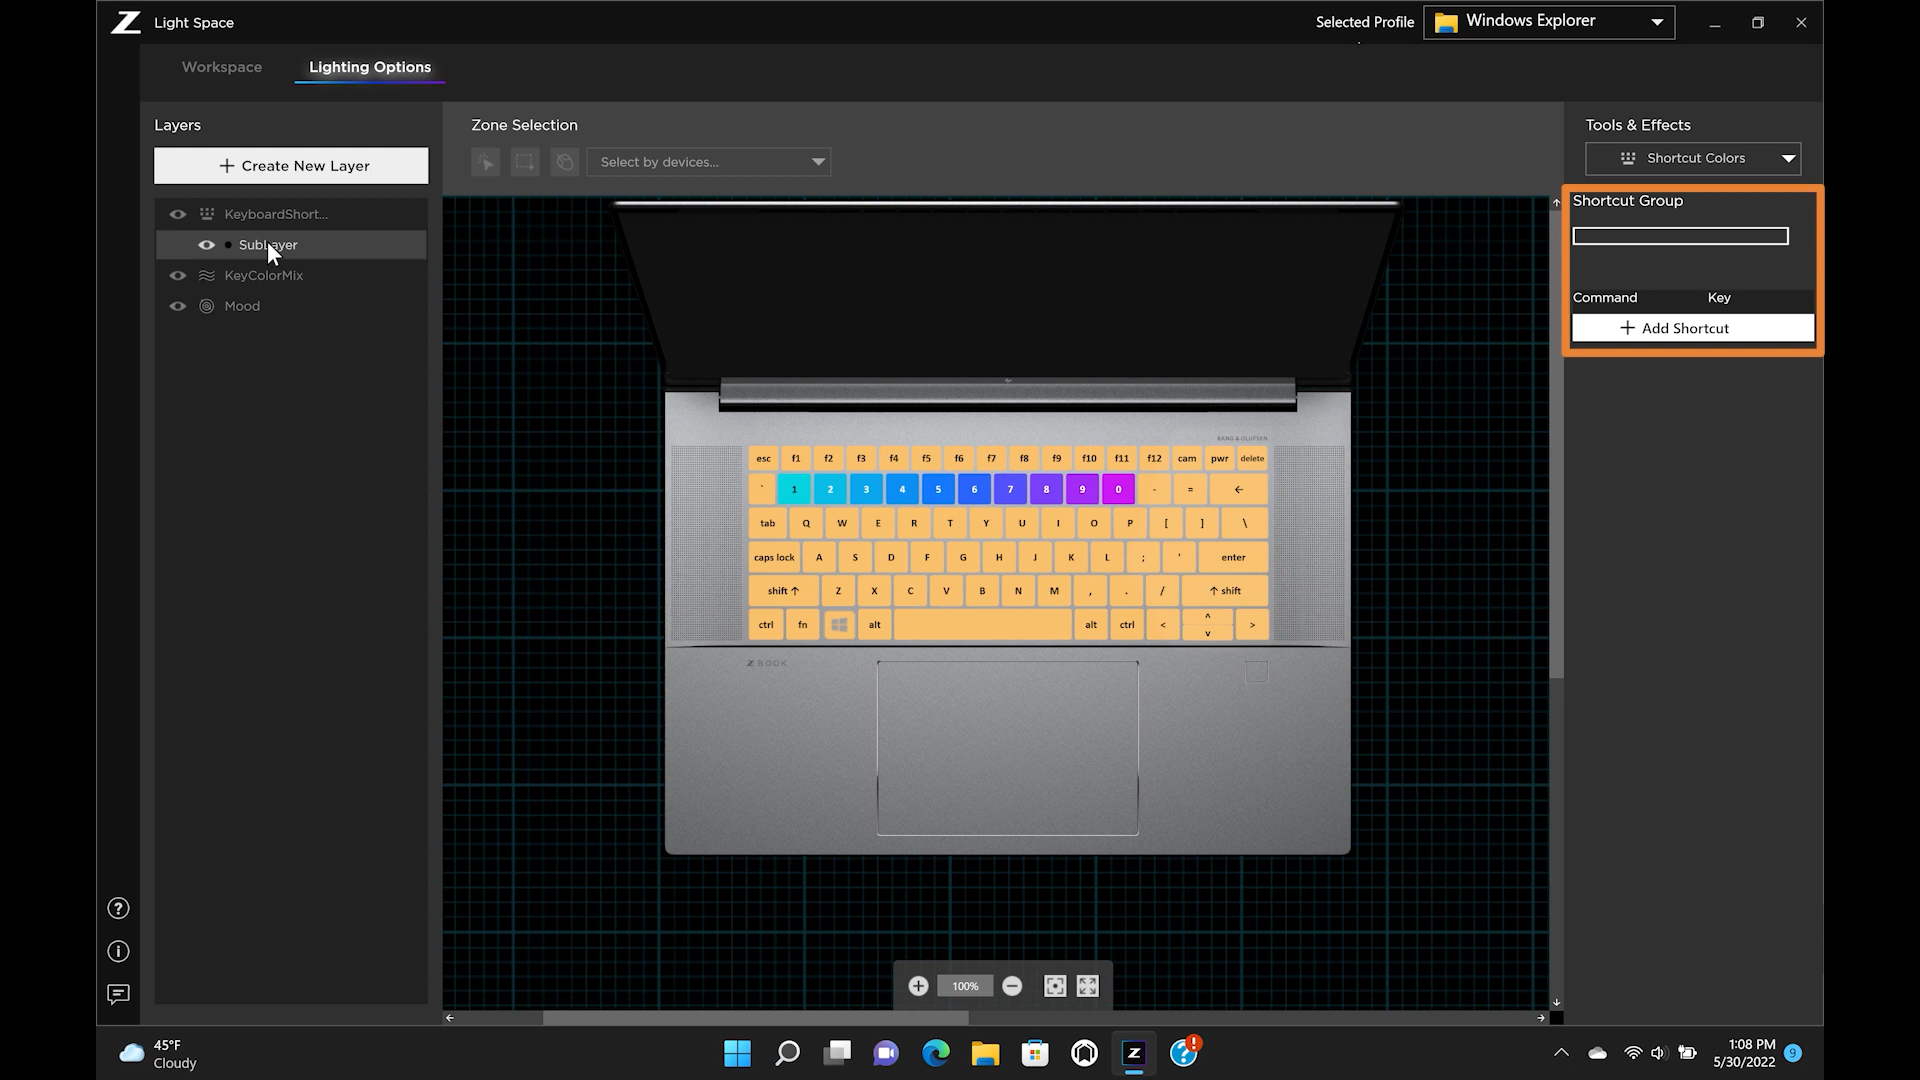 Light Space
Selected Profile
Windows Explorer
Workspace
Lighting Options
Layers
Create New Layer
KeyboardShort...
SubLayer
KeyColorMix
Mood
Zone Selection
Select by devices...
Tools & Effects
Shortcut Colors
Shortcut Group
Command Key
+ Add Shortcut
BANG & OLUFSEN
esc f1 f2 f3 f4 f5 f6 f7 f8 f9 f10 f11 f12 cam pwr delete
` 1 2 3 4 5 6 7 8 9 0 - = ←
tab Q W E R T Y U I O P [ ] \
caps lock A S D F G H J K L ; ' enter
shift ↑ Z X C V B N M , . / ↑ shift
ctrl fn alt alt ctrl < ^ v >
Z BOOK
100%
45°F
Cloudy
1:08 PM
5/30/2022
9